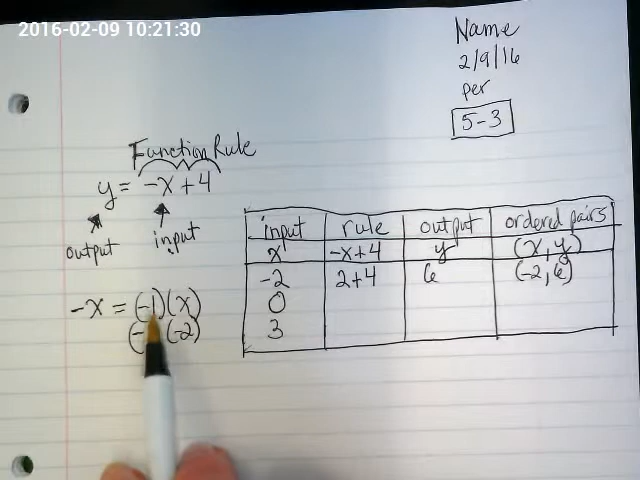 2016-02-09 10:21:30
Name
2/9/16
per
5-3
Function Rule
y = -x + 4
output
input
-x = (-1)(x)
(-2)
input rule output ordered pairs
x -x+4 y (x, y)
-2 2+4 6 (-2, 6)
0
3